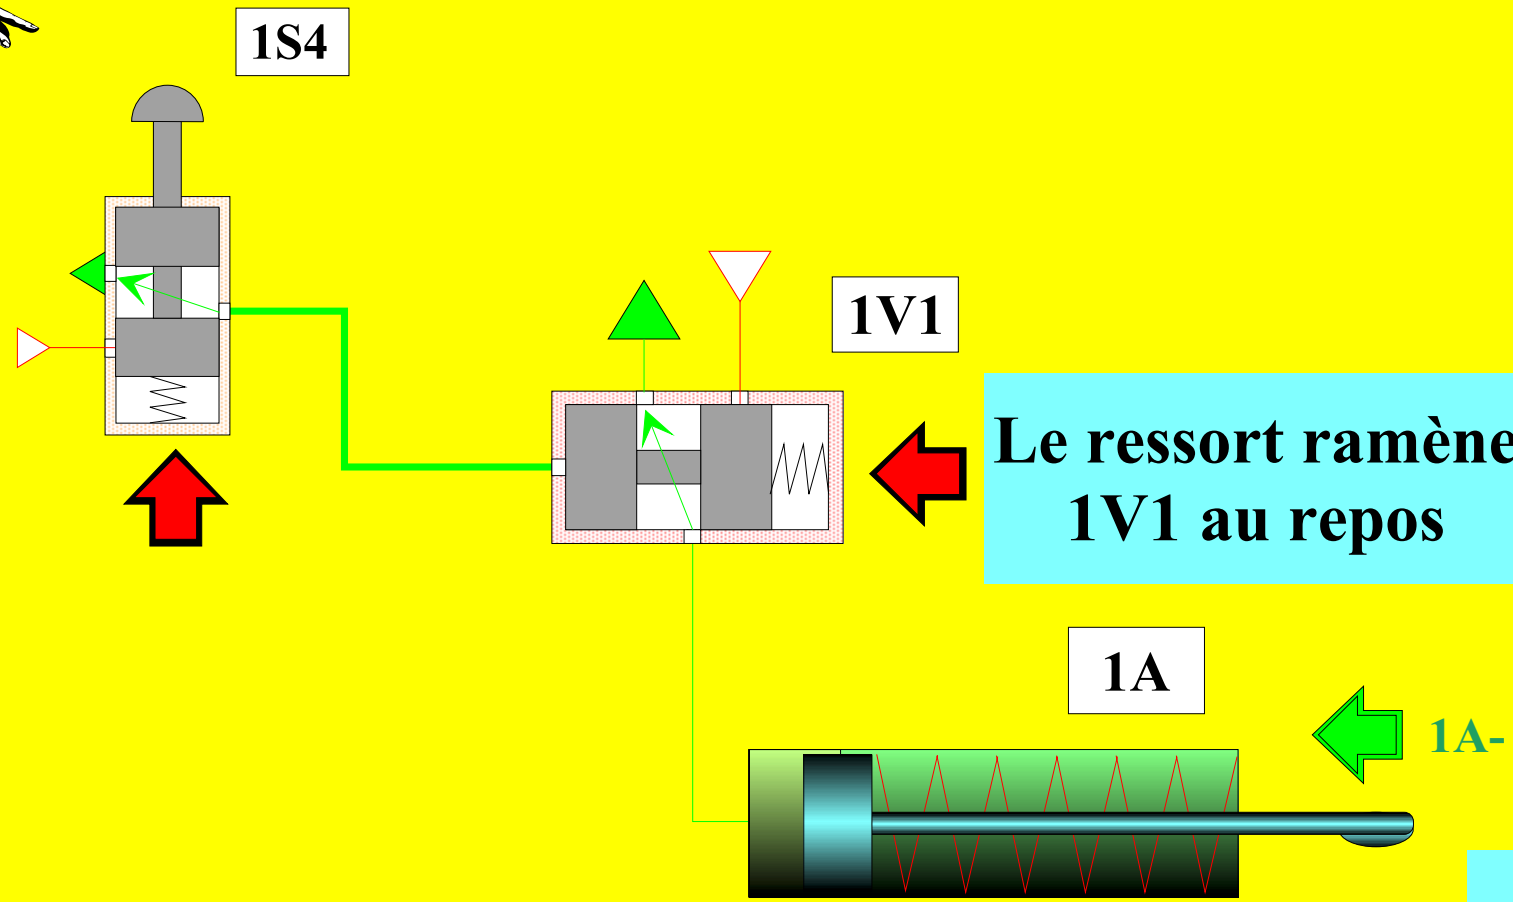 1S4
1V1
Le ressort ramène
1V1 au repos
1A
1A-